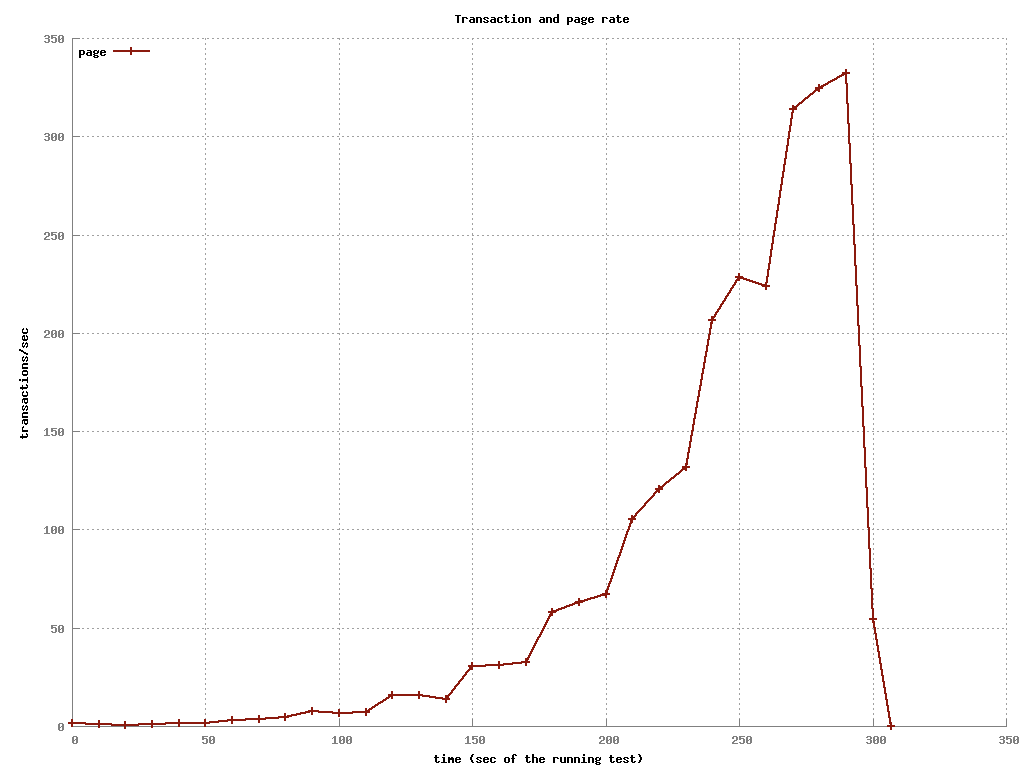 Transaction and page rate
350
page
300
250
200
transactions/sec
150
100
50
0
0 50 100 150 200 250 300 350
time (sec of the running test)